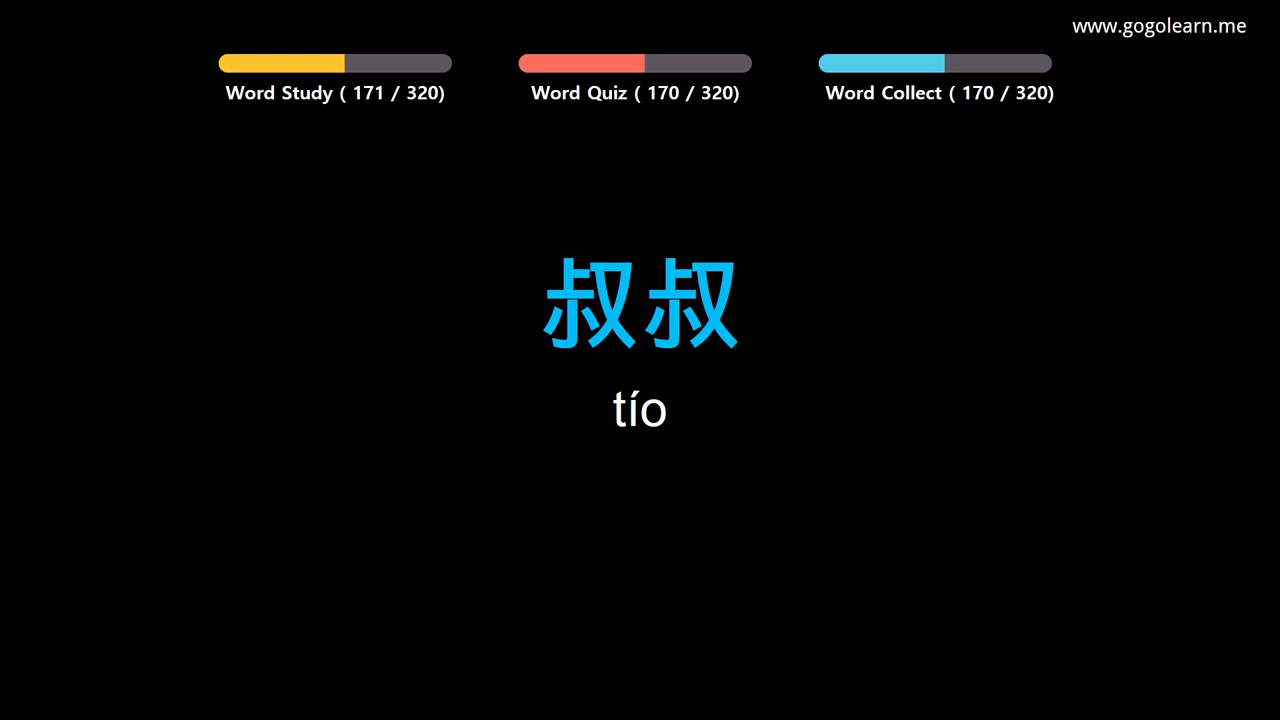 www.gogolearn.me
Word Study ( 171 / 320)
Word Quiz ( 170 / 320)
Word Collect ( 170 / 320)
叔叔
tío